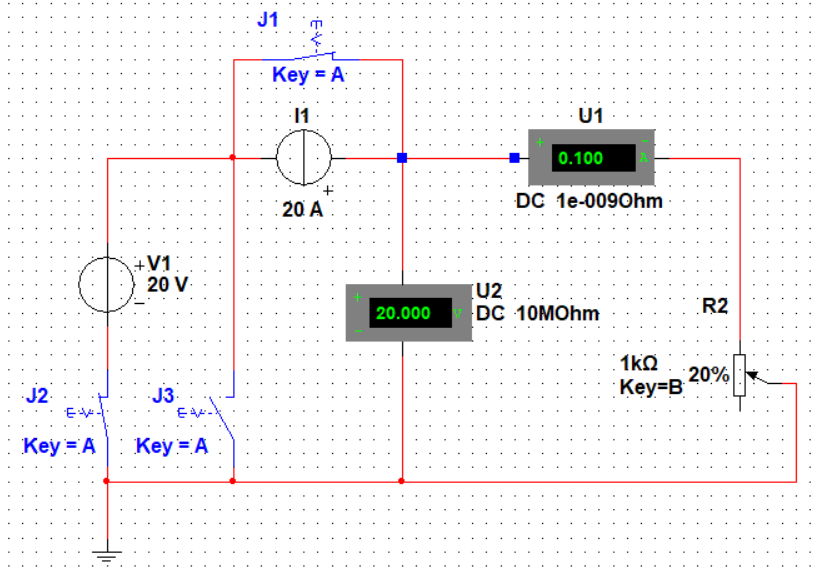 J1
Key = A
I1
U1
+
-
0.100
A
+
20 A
DC 1e-009Ohm
+
V1
20 V
-
+
20.000
V
-
U2
DC 10MOhm
R2
1kΩ
20%
Key=B
J2
J3
Key = A
Key = A